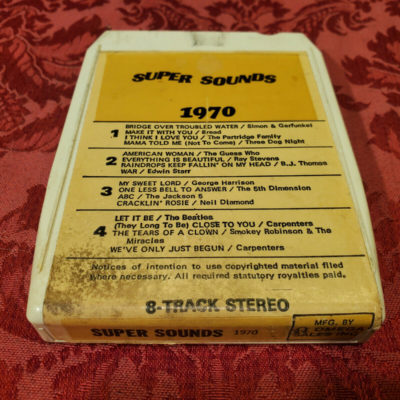 SUPER SOUNDS
1970
1 BRIDGE OVER TROUBLED WATER / Simon & Garfunkel
MAKE IT WITH YOU / Bread
I THINK I LOVE YOU / The Partridge Family
MAMA TOLD ME (Not To Come) / Three Dog Night
2 AMERICAN WOMAN / The Guess Who
EVERYTHING IS BEAUTIFUL / Ray Stevens
RAINDROPS KEEP FALLIN' ON MY HEAD / B.J. Thomas
WAR / Edwin Starr
3 MY SWEET LORD / George Harrison
ONE LESS BELL TO ANSWER / The 5th Dimension
ABC / The Jackson 5
CRACKLIN' ROSIE / Neil Diamond
4 LET IT BE / The Beatles
(They Long To Be) CLOSE TO YOU / Carpenters
THE TEARS OF A CLOWN / Smokey Robinson & The
Miracles
WE'VE ONLY JUST BEGUN / Carpenters
Notices of intention to use copyrighted material filed
where necessary. All required statutory royalties paid.
8-TRACK STEREO
SUPER SOUNDS 1970
MFG. BY
OMEGA
SALES INC.